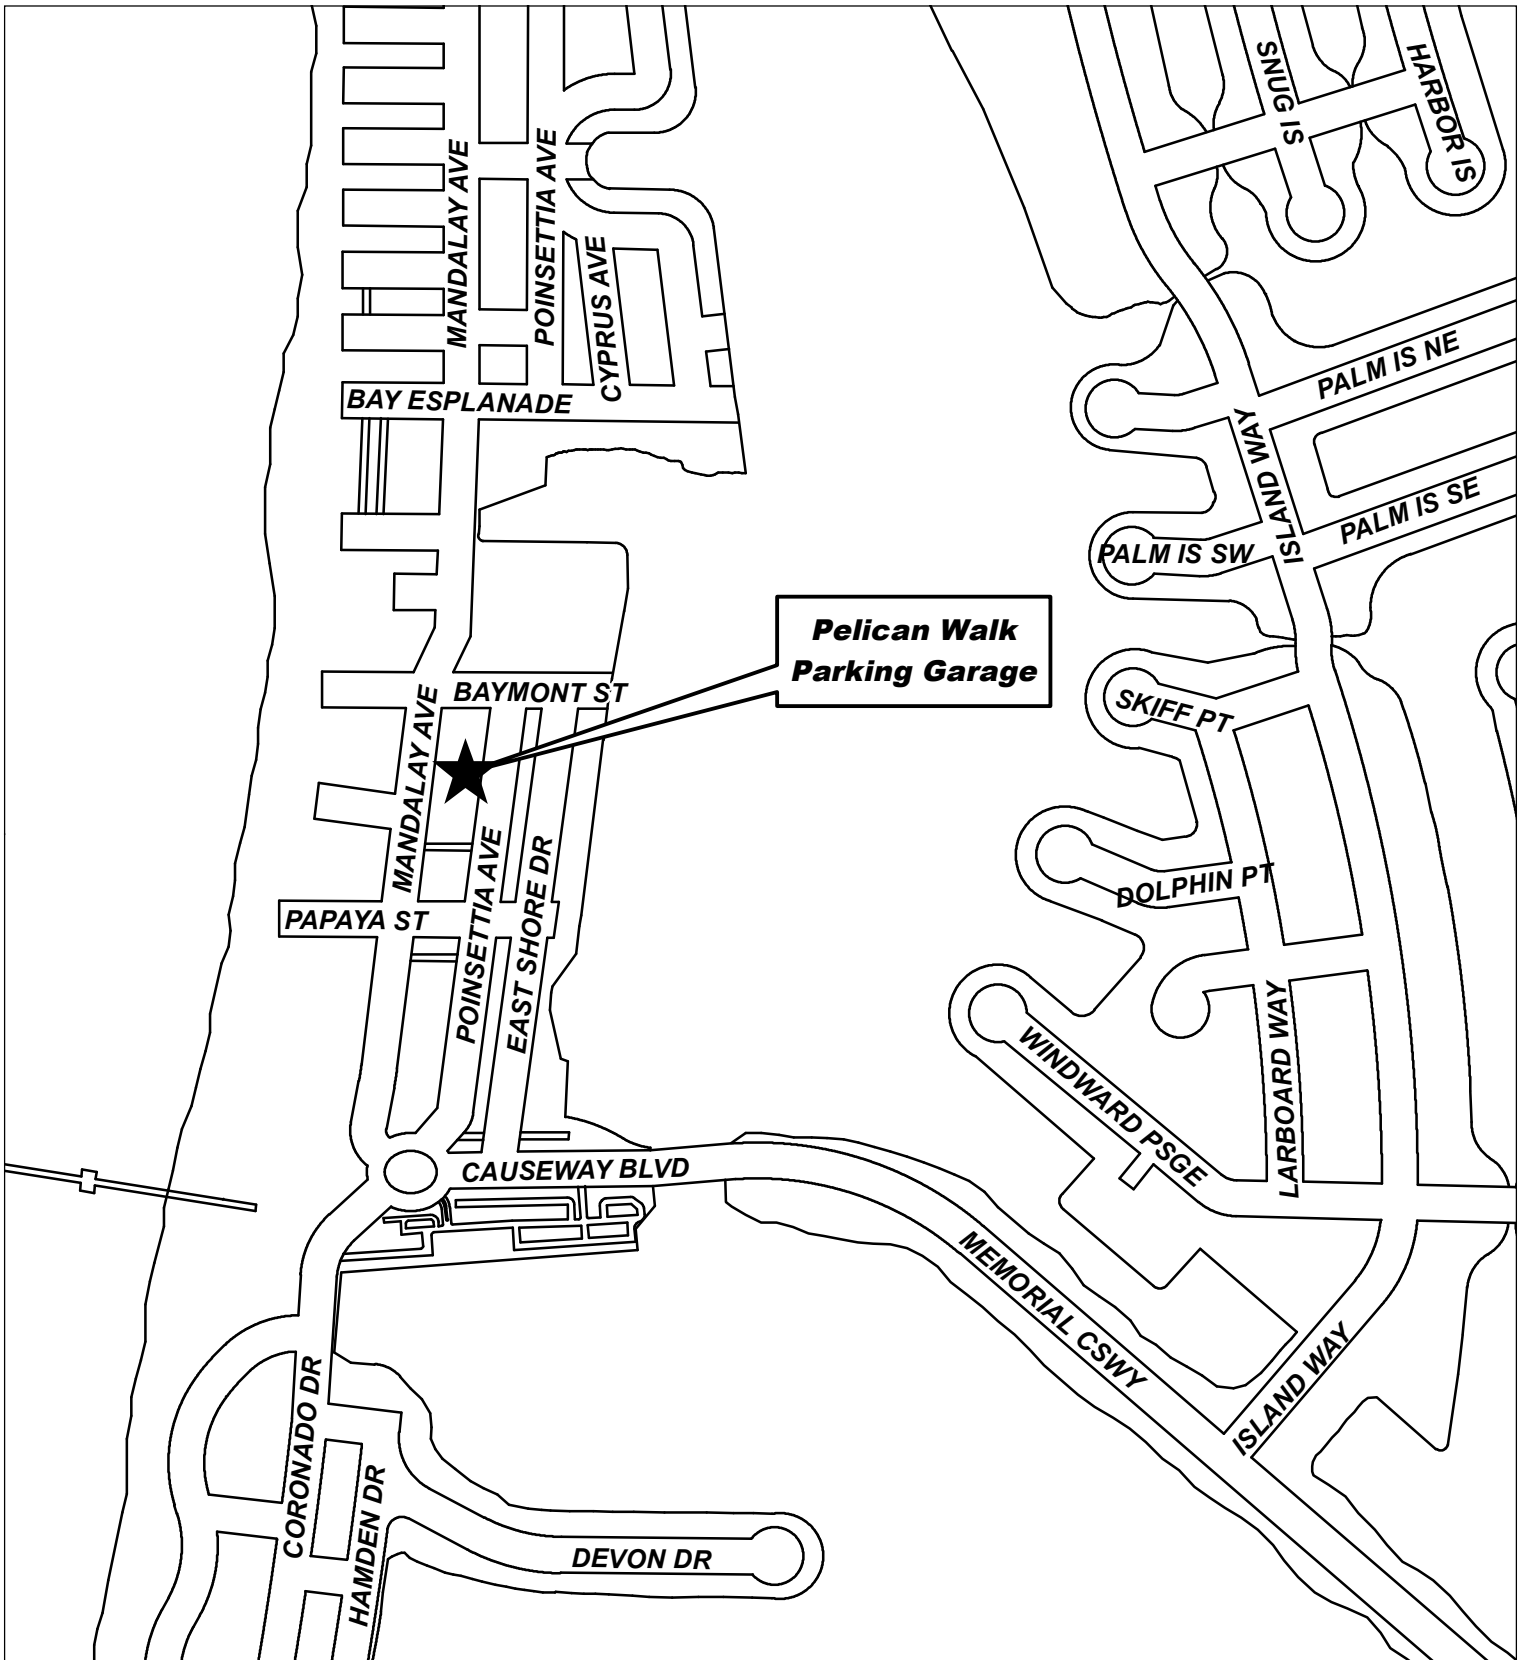 SNUG IS
HARBOR IS
MANDALAY AVE
POINSETTIA AVE
CYPRUS AVE
PALM IS NE
BAY ESPLANADE
ISLAND WAY
PALM IS SE
PALM IS SW
Pelican Walk
Parking Garage
BAYMONT ST
SKIFF PT
MANDALAY AVE
POINSETTIA AVE
EAST SHORE DR
DOLPHIN PT
PAPAYA ST
LARBOARD WAY
WINDWARD PSGE
CAUSEWAY BLVD
MEMORIAL CSWY
ISLAND WAY
CORONADO DR
HAMDEN DR
DEVON DR